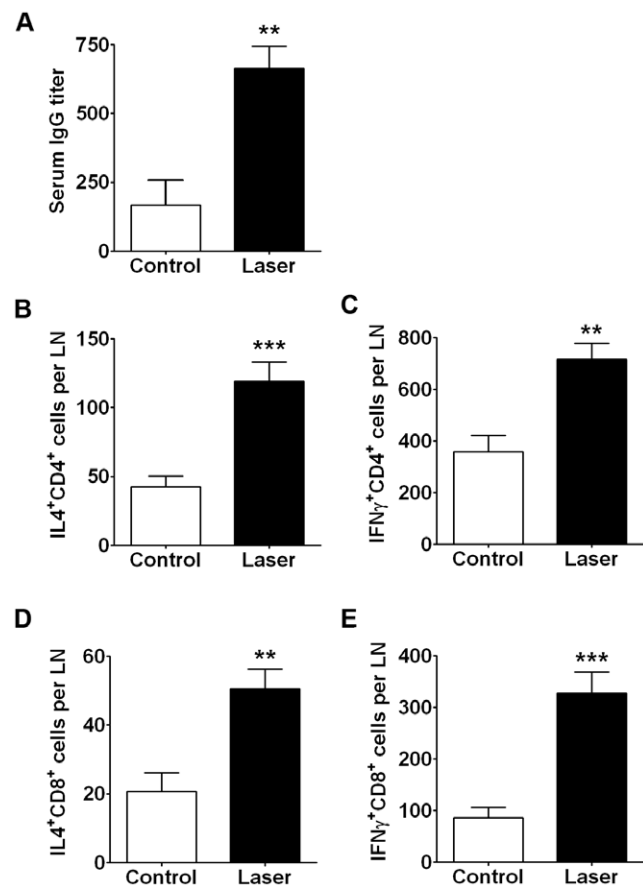 A
**
750
500
250
0
Serum IgG titer
Control Laser
B
***
150
100
50
0
IL4⁺CD4⁺ cells per LN
Control Laser
C
**
800
600
400
200
0
IFNγ⁺CD4⁺ cells per LN
Control Laser
D
**
60
40
20
0
IL4⁺CD8⁺ cells per LN
Control Laser
E
***
400
300
200
100
0
IFNγ⁺CD8⁺ cells per LN
Control Laser